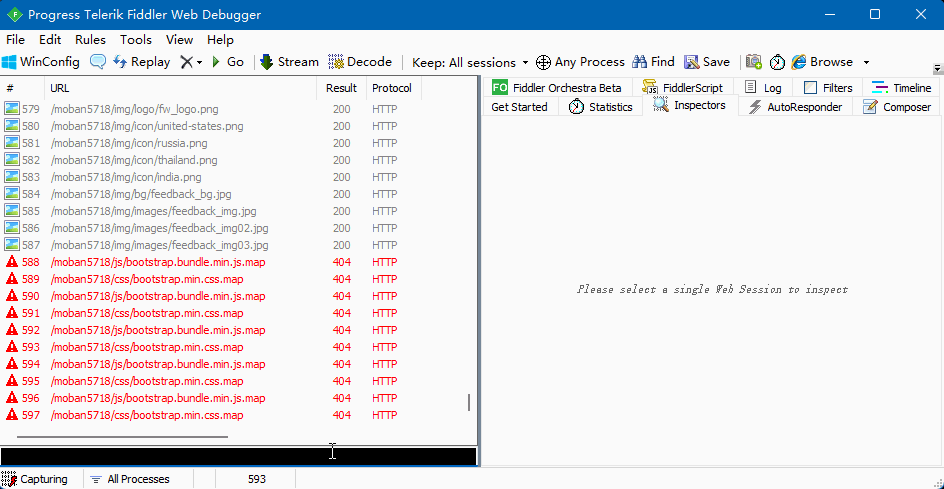 Progress Telerik Fiddler Web Debugger
File Edit Rules Tools View Help
WinConfig Replay Go Stream Decode Keep: All sessions Any Process Find Save Browse
# URL Result Protocol
579 /moban5718/img/logo/fw_logo.png 200 HTTP
580 /moban5718/img/icon/united-states.png 200 HTTP
581 /moban5718/img/icon/russia.png 200 HTTP
582 /moban5718/img/icon/thailand.png 200 HTTP
583 /moban5718/img/icon/india.png 200 HTTP
584 /moban5718/img/bg/feedback_bg.jpg 200 HTTP
585 /moban5718/img/images/feedback_img.jpg 200 HTTP
586 /moban5718/img/images/feedback_img02.jpg 200 HTTP
587 /moban5718/img/images/feedback_img03.jpg 200 HTTP
588 /moban5718/js/bootstrap.bundle.min.js.map 404 HTTP
589 /moban5718/css/bootstrap.min.css.map 404 HTTP
590 /moban5718/js/bootstrap.bundle.min.js.map 404 HTTP
591 /moban5718/css/bootstrap.min.css.map 404 HTTP
592 /moban5718/js/bootstrap.bundle.min.js.map 404 HTTP
593 /moban5718/css/bootstrap.min.css.map 404 HTTP
594 /moban5718/js/bootstrap.bundle.min.js.map 404 HTTP
595 /moban5718/css/bootstrap.min.css.map 404 HTTP
596 /moban5718/js/bootstrap.bundle.min.js.map 404 HTTP
597 /moban5718/css/bootstrap.min.css.map 404 HTTP
FO Fiddler Orchestra Beta JS FiddlerScript Log Filters Timeline
Get Started Statistics Inspectors AutoResponder Composer
Please select a single Web Session to inspect
Capturing All Processes 593